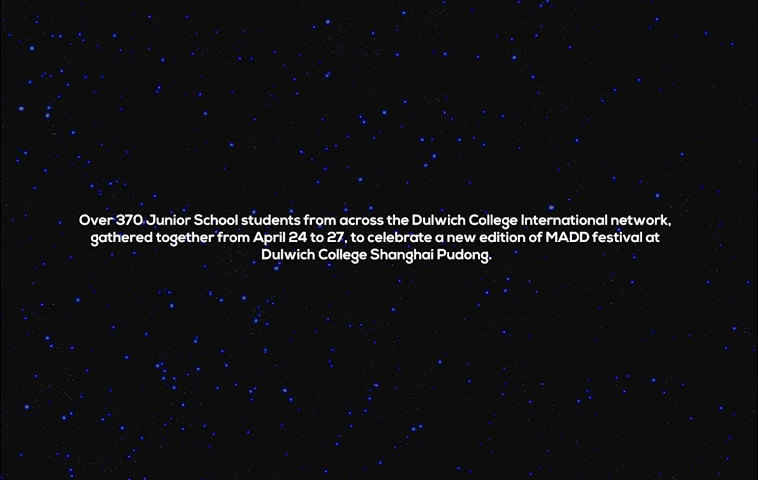 Over 370 Junior School students from across the Dulwich College International network,
gathered together from April 24 to 27, to celebrate a new edition of MADD festival at
Dulwich College Shanghai Pudong.